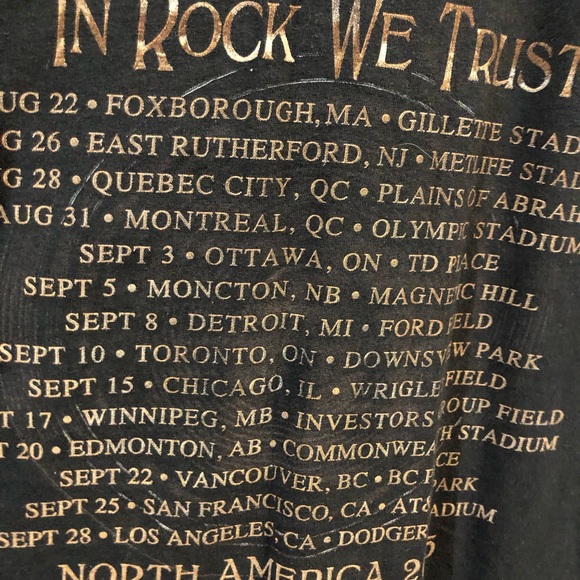 IN ROCK WE TRUST
UG 22 • FOXBOROUGH, MA • GILLETTE STAD
G 26 • EAST RUTHERFORD, NJ • METLIFE STAD
G 28 • QUEBEC CITY, QC • PLAINS OF ABRAH
AUG 31 • MONTREAL, QC • OLYMPIC STADIUM
SEPT 3 • OTTAWA, ON • TD PLACE
SEPT 5 • MONCTON, NB • MAGNETIC HILL
SEPT 8 • DETROIT, MI • FORD FIELD
SEPT 10 • TORONTO, ON • DOWNSVIEW PARK
SEPT 15 • CHICAGO, IL • WRIGLEY FIELD
T 17 • WINNIPEG, MB • INVESTORS GROUP FIELD
T 20 • EDMONTON, AB • COMMONWEALTH STADIUM
SEPT 22 • VANCOUVER, BC • BC PLACE
SEPT 25 • SAN FRANCISCO, CA • AT&T PARK
SEPT 28 • LOS ANGELES, CA • DODGER STADIUM
NORTH AMERICA